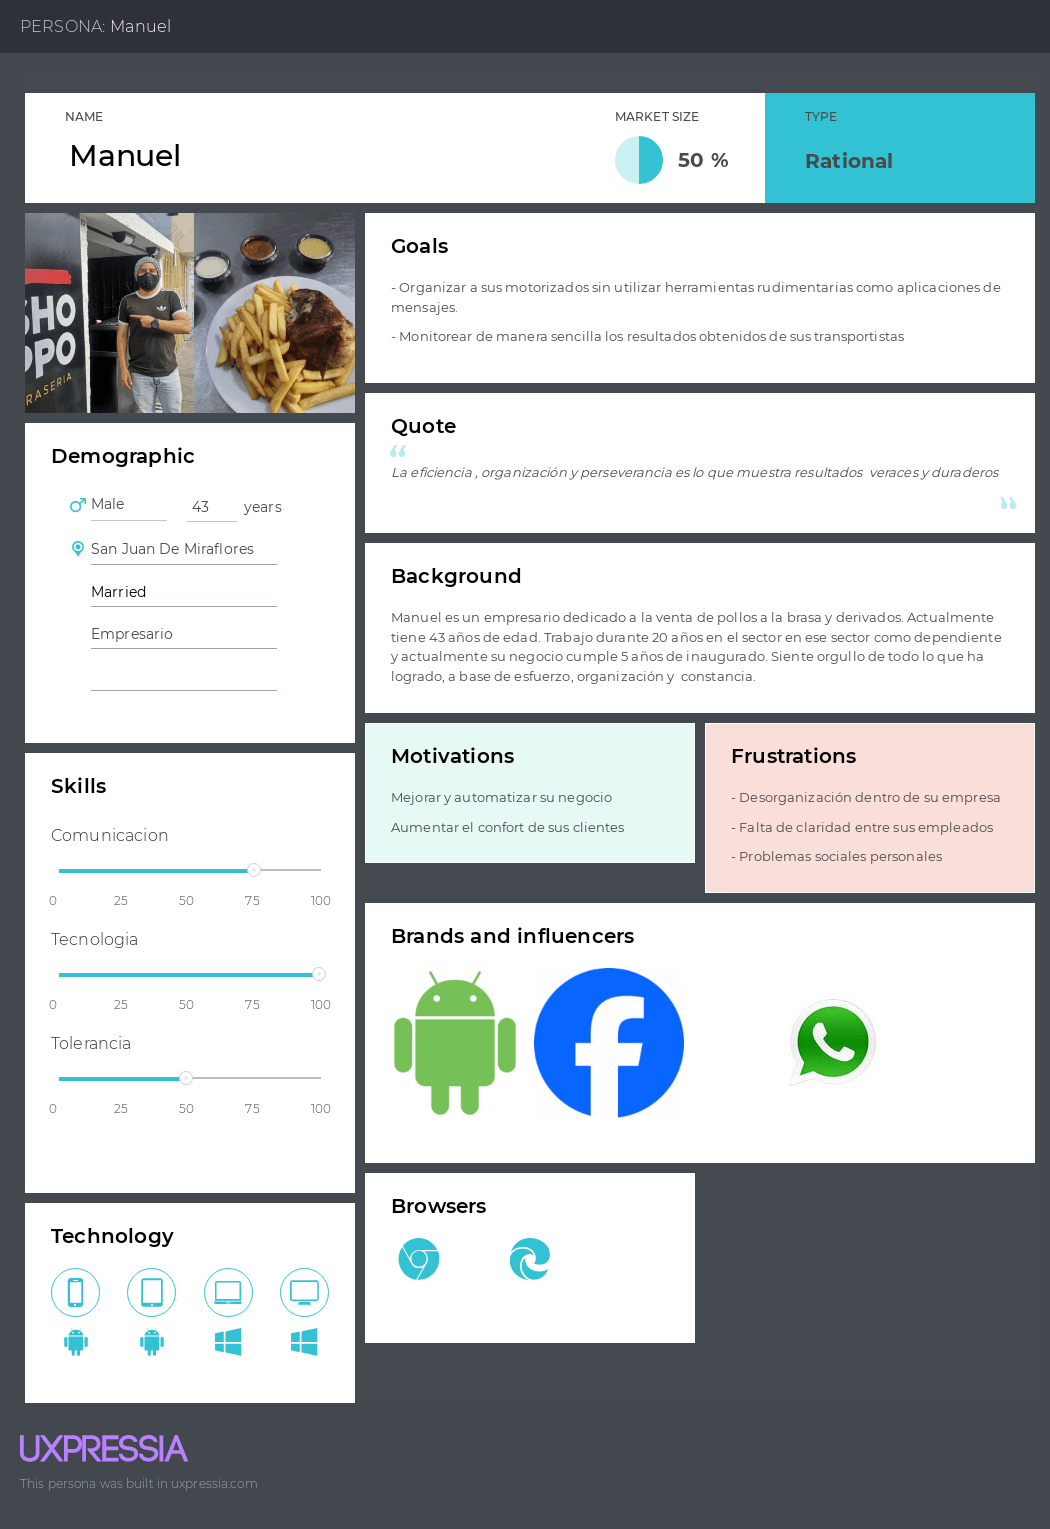 PERSONA: Manuel
NAME
Manuel
MARKET SIZE
50 %
TYPE
Rational
SHO
OPO
RASERIA
Goals
- Organizar a sus motorizados sin utilizar herramientas rudimentarias como aplicaciones de
mensajes.
- Monitorear de manera sencilla los resultados obtenidos de sus transportistas
Quote
“
La eficiencia , organización y perseverancia es lo que muestra resultados  veraces y duraderos
”
Demographic
Male
43 years
San Juan De Miraflores
Married
Empresario
Background
Manuel es un empresario dedicado a la venta de pollos a la brasa y derivados. Actualmente
tiene 43 años de edad. Trabajo durante 20 años en el sector en ese sector como dependiente
y actualmente su negocio cumple 5 años de inaugurado. Siente orgullo de todo lo que ha
logrado, a base de esfuerzo, organización y  constancia.
Motivations
Mejorar y automatizar su negocio
Aumentar el confort de sus clientes
Frustrations
- Desorganización dentro de su empresa
- Falta de claridad entre sus empleados
- Problemas sociales personales
Skills
Comunicacion
0 25 50 75 100
Tecnologia
0 25 50 75 100
Tolerancia
0 25 50 75 100
Brands and influencers
Technology
Browsers
UXPRESSIA
This persona was built in uxpressia.com